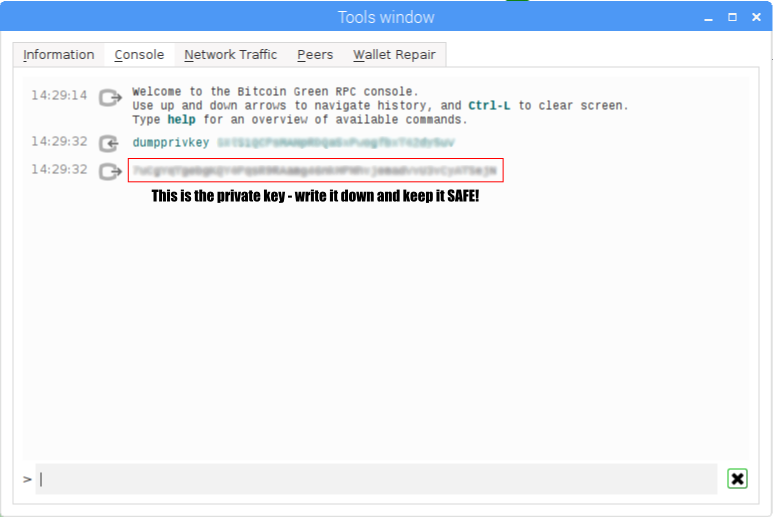 Tools window
Information Console Network Traffic Peers Wallet Repair
14:29:14 Welcome to the Bitcoin Green RPC console.
Use up and down arrows to navigate history, and Ctrl-L to clear screen.
Type help for an overview of available commands.
14:29:32 dumpprivkey
14:29:32
This is the private key - write it down and keep it SAFE!
>